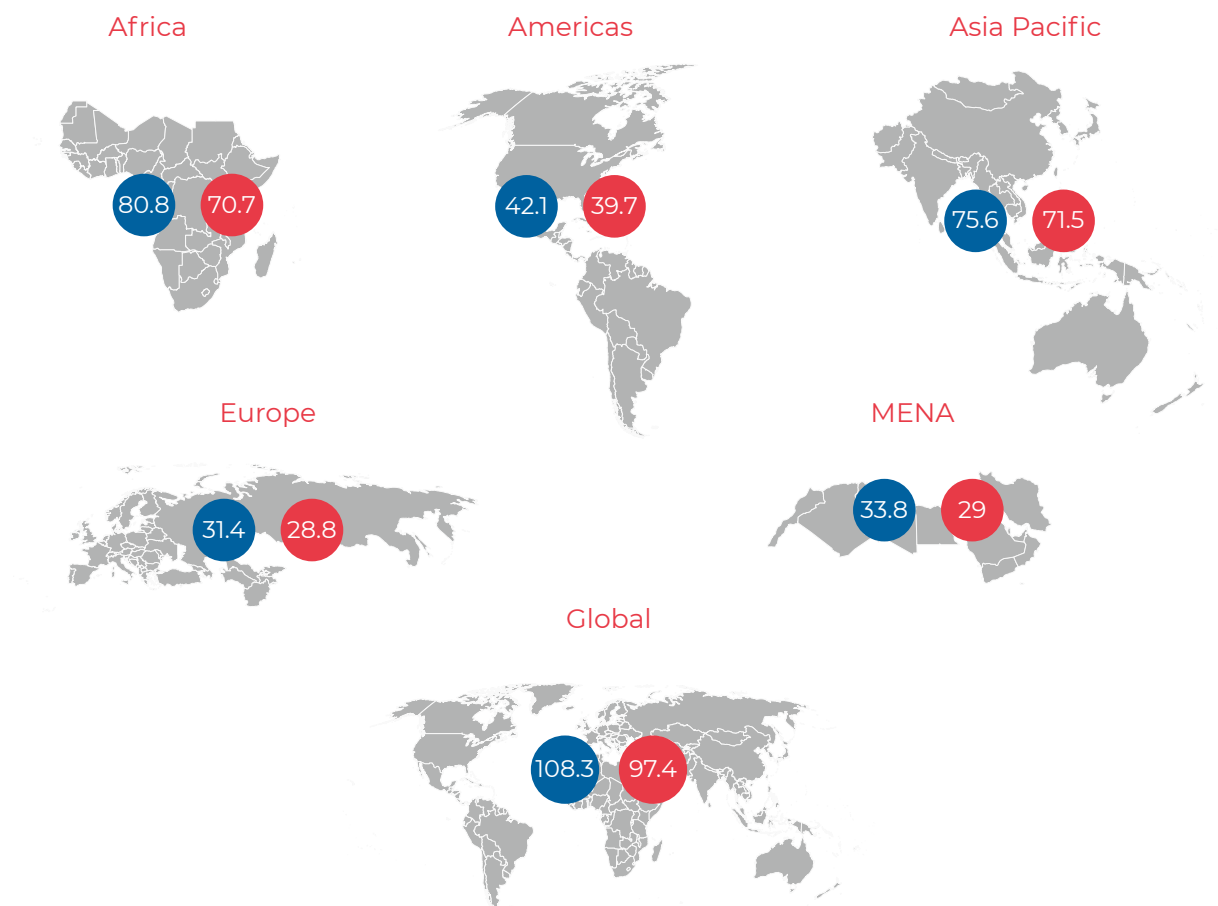 Africa
Americas
Asia Pacific
80.8
70.7
42.1
39.7
75.6
71.5
Europe
MENA
31.4
28.8
33.8
29
Global
108.3
97.4